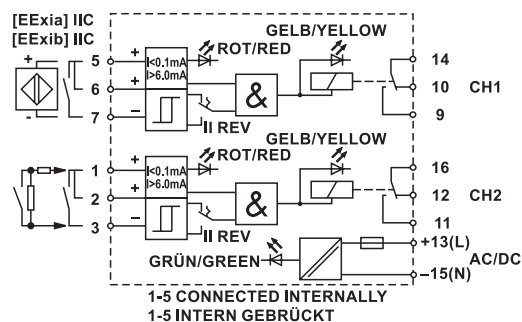 [EExia] IIC
[EExib] IIC
GELB/YELLOW
ROT/RED
+ 5 + I<0.1mA
I>6.0mA
6 +
- 7 –
&
II REV
14
10 CH1
9
GELB/YELLOW
ROT/RED
1 + I<0.1mA
I>6.0mA
2 +
3 –
&
II REV
16
12 CH2
11
GRÜN/GREEN
+13(L)
AC/DC
–15(N)
1-5 CONNECTED INTERNALLY
1-5 INTERN GEBRÜCKT